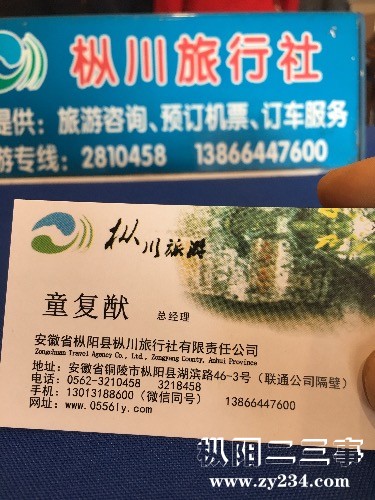 枞川旅行社
提供：旅游咨询、预订机票、订车服务
游专线：2810458 13866447600
枞川旅游
童复猷 总经理
安徽省枞阳县枞川旅行社有限责任公司
Zongchuan Travel Agency Co., Ltd., Zongyang County, Anhui Province
地址：安徽省铜陵市枞阳县湖滨路46-3号（联通公司隔壁）
电话：0562-3210458 3218458
手机：13013188600（微信同号） 13866447600
网址：www.0556ly.com
枞阳二三事
www.zy234.com